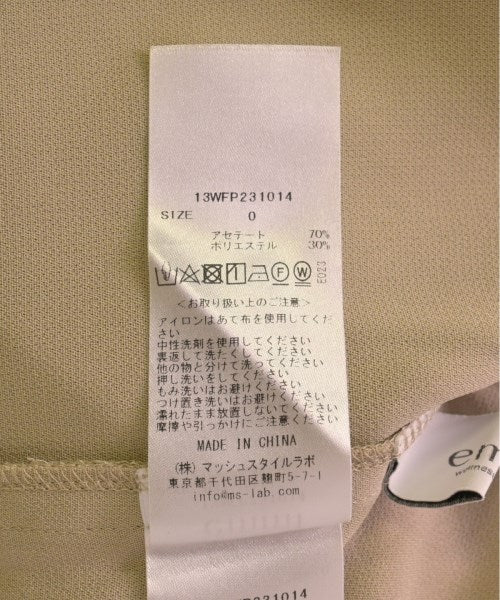 13WFP231014
SIZE 0
アセテート 70%
ポリエステル 30%
E023
<お取り扱い上のご注意>
アイロンはあて布を使用してくだ
さい
中性洗剤を使用してください
裏返して洗たくしてください
他の物と分けて洗ってください
押し洗いをしてください
もみ洗いはお避けください
つけ置き洗いはお避けください
濡れたまま放置しないでください
摩擦や引っかけにご注意ください
MADE IN CHINA
(株) マッシュスタイルラボ
東京都千代田区麹町5-7-1
info@ms-lab.com
em
wellness
231014